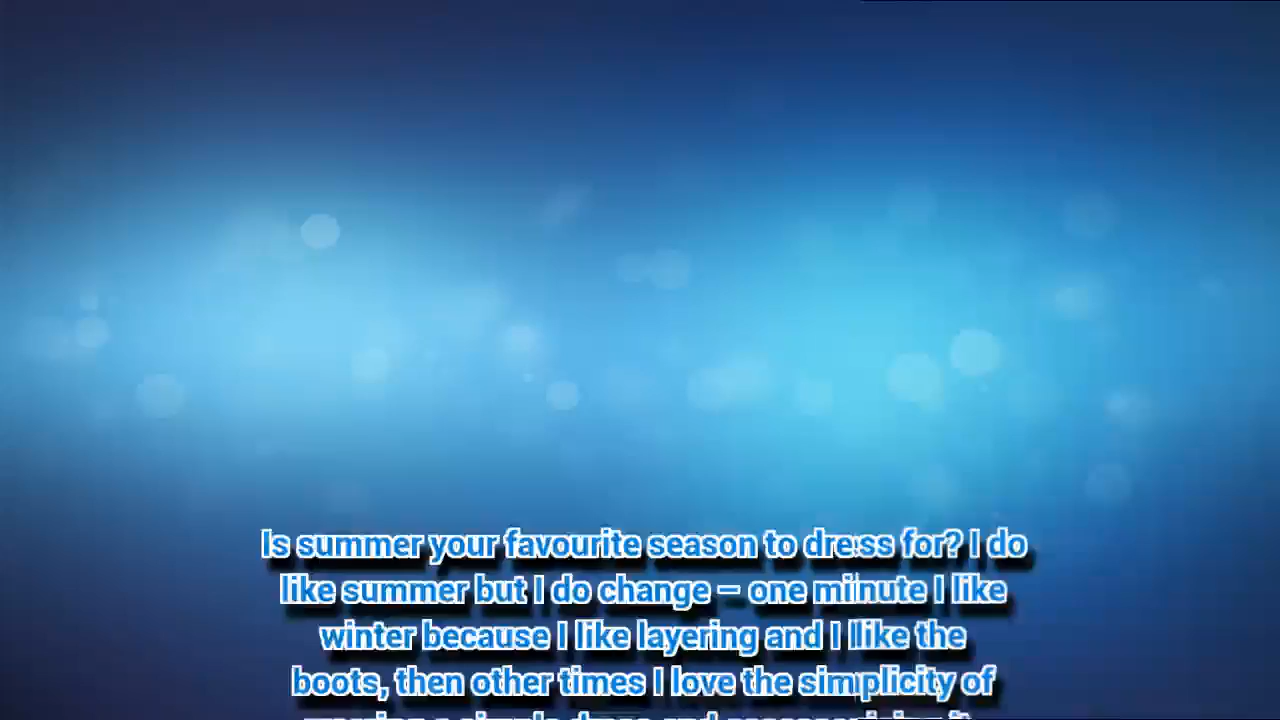 Is summer your favourite season to dress for? I do
like summer but I do change – one minute I like
winter because I like layering and I like the
boots, then other times I love the simplicity of